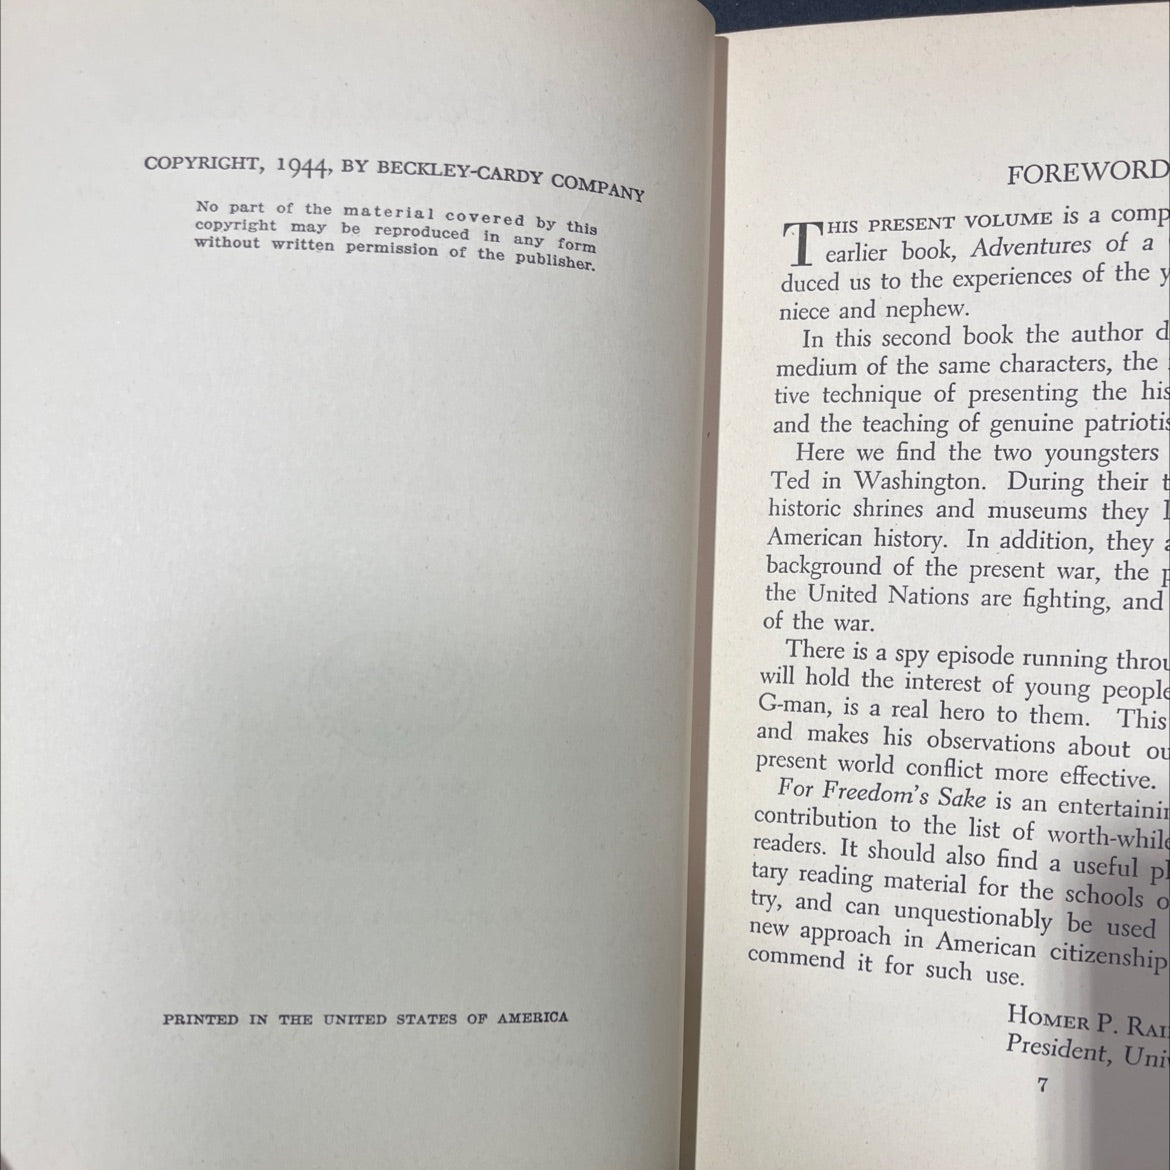 COPYRIGHT, 1944, BY BECKLEY-CARDY COMPANY
No part of the material covered by this
copyright may be reproduced in any form
without written permission of the publisher.
PRINTED IN THE UNITED STATES OF AMERICA
FOREWORD
THIS PRESENT VOLUME is a comp
earlier book, Adventures of a
duced us to the experiences of the y
niece and nephew.
In this second book the author d
medium of the same characters, the
tive technique of presenting the his
and the teaching of genuine patriotis
Here we find the two youngsters
Ted in Washington. During their t
historic shrines and museums they l
American history. In addition, they a
background of the present war, the p
the United Nations are fighting, and
of the war.
There is a spy episode running throu
will hold the interest of young people
G-man, is a real hero to them. This
and makes his observations about ou
present world conflict more effective.
For Freedom's Sake is an entertainin
contribution to the list of worth-while
readers. It should also find a useful pl
tary reading material for the schools o
try, and can unquestionably be used
new approach in American citizenship
commend it for such use.
HOMER P. RAI
President, Univ
7